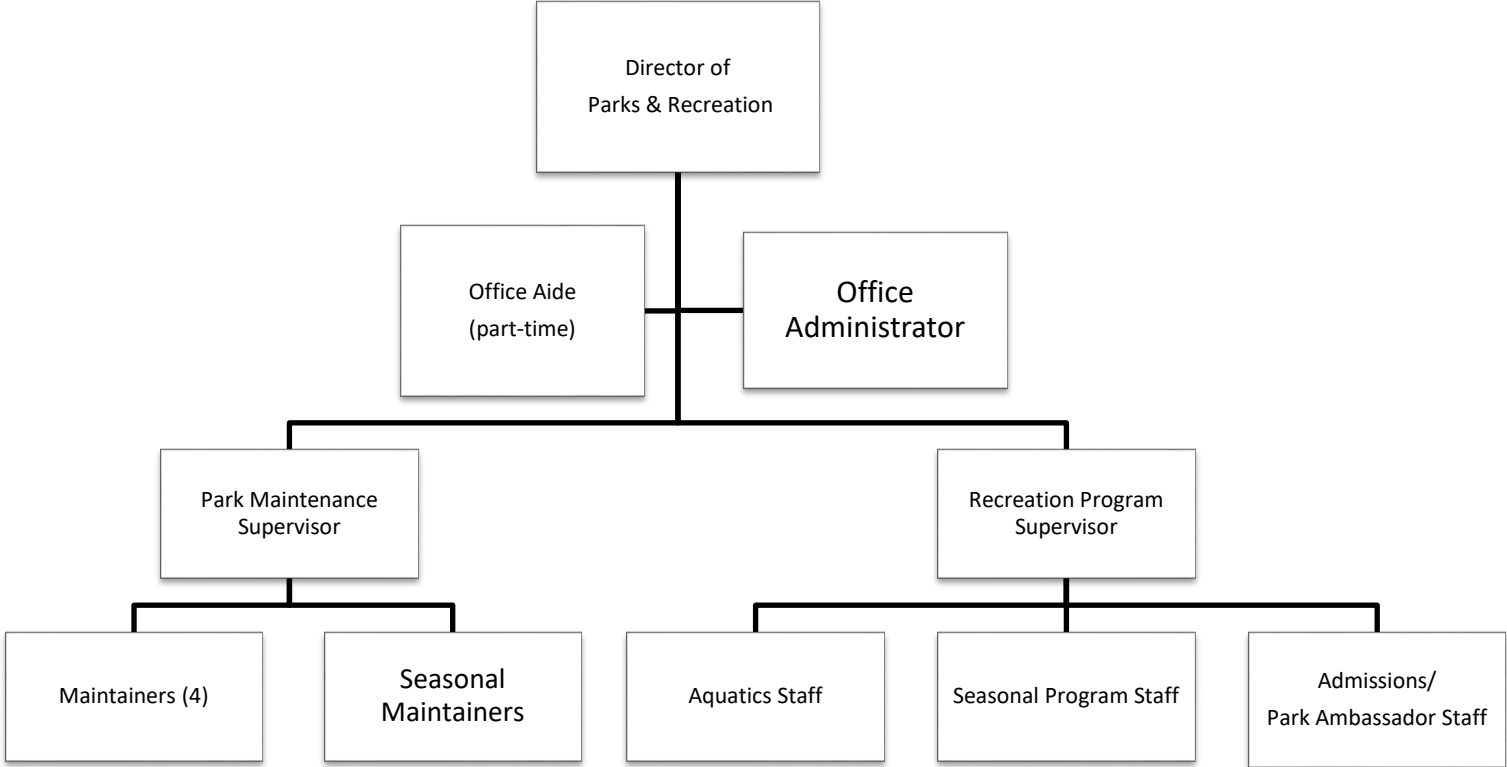 Director of
Parks & Recreation
Office Aide
(part-time)
Office
Administrator
Park Maintenance
Supervisor
Recreation Program
Supervisor
Maintainers (4)
Seasonal
Maintainers
Aquatics Staff
Seasonal Program Staff
Admissions/
Park Ambassador Staff